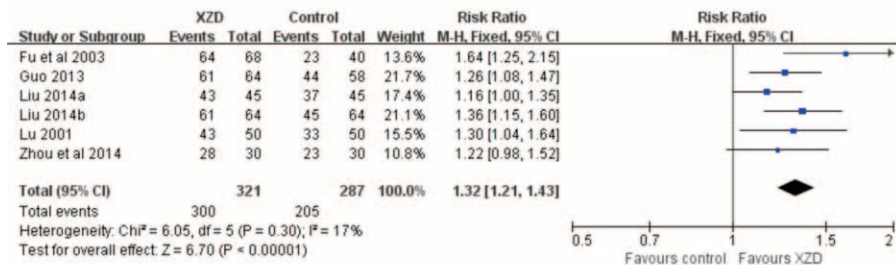 XZD Control Risk Ratio Risk Ratio
Study or Subgroup Events Total Events Total Weight M-H, Fixed, 95% CI M-H, Fixed, 95% CI
Fu et al 2003 64 68 23 40 13.6% 1.64 [1.25, 2.15]
Guo 2013 61 64 44 58 21.7% 1.26 [1.08, 1.47]
Liu 2014a 43 45 37 45 17.4% 1.16 [1.00, 1.35]
Liu 2014b 61 64 45 64 21.1% 1.36 [1.15, 1.60]
Lu 2001 43 50 33 50 15.5% 1.30 [1.04, 1.64]
Zhou et al 2014 28 30 23 30 10.8% 1.22 [0.98, 1.52]
Total (95% CI) 321 287 100.0% 1.32 [1.21, 1.43]
Total events 300 205
Heterogeneity: Chi² = 6.05, df = 5 (P = 0.30); I² = 17%
Test for overall effect: Z = 6.70 (P < 0.00001)
0.5 0.7 1 1.5 2
Favours control Favours XZD